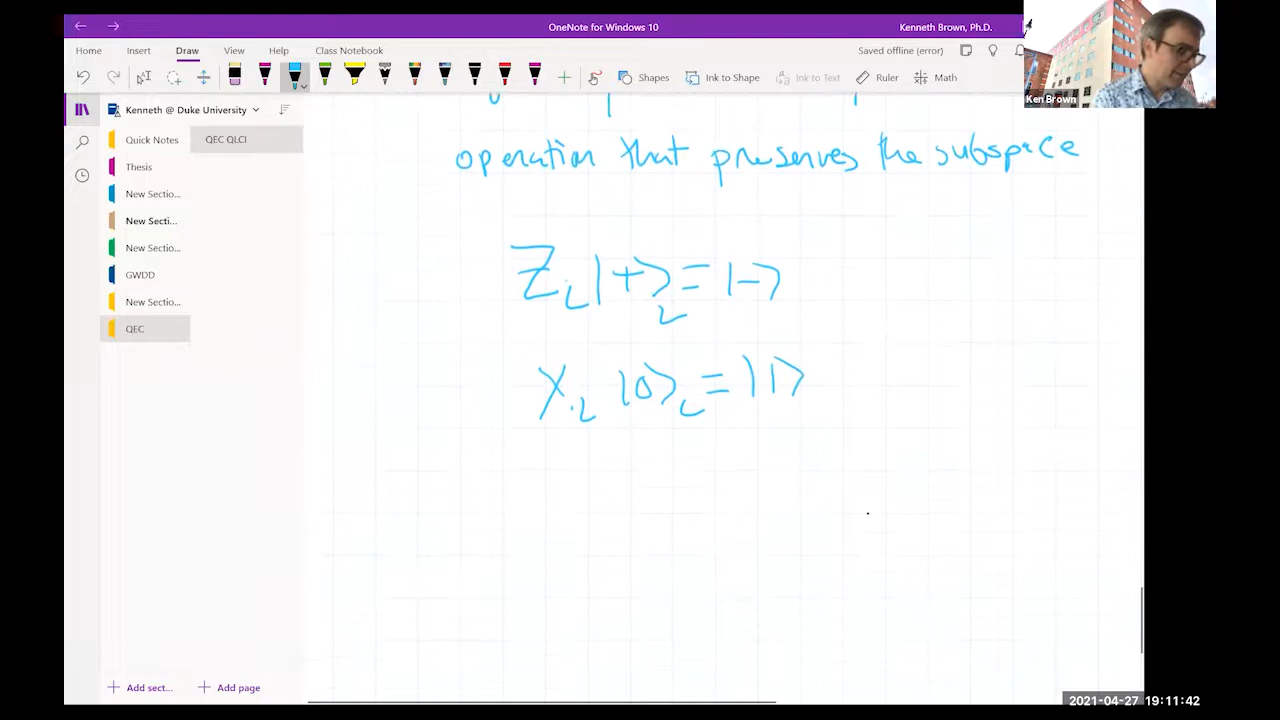 OneNote for Windows 10
Kenneth Brown, Ph.D.
Home Insert Draw View Help Class Notebook
Saved offline (error)
Shapes Ink to Shape Ink to Text Ruler Math
Ken Brown
Kenneth @ Duke University
Quick Notes
QEC QLCI
Thesis
New Sectio...
New Secti...
New Sectio...
GWDD
New Sectio...
QEC
operation that preserves the subspace
Z_L|+⟩_L = |-⟩
X_L |0⟩_L = |1⟩
Add sect... Add page
2021-04-27 19:11:42